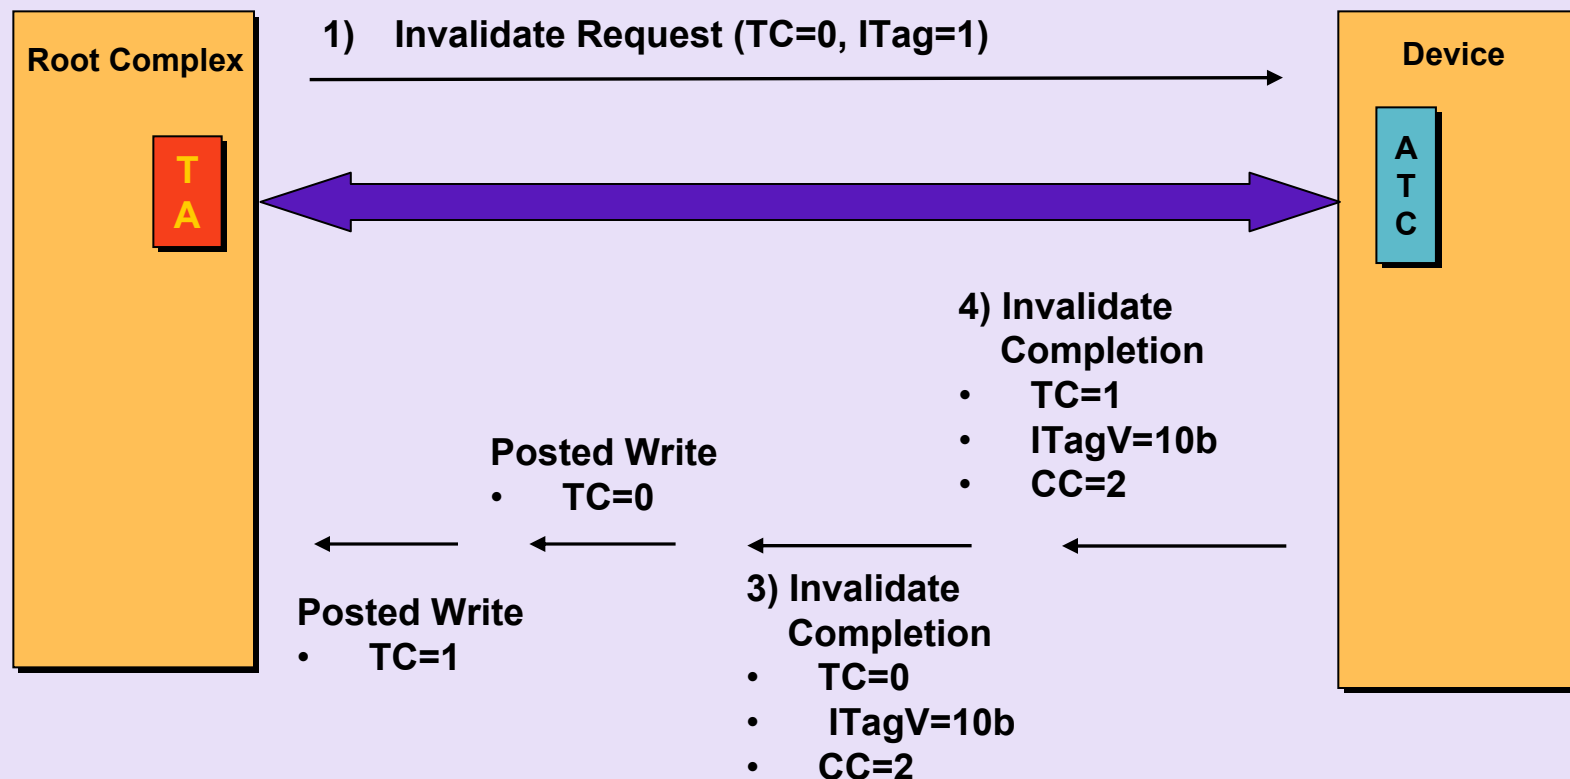 1) Invalidate Request (TC=0, ITag=1)
Root Complex
Device
T
A
A
T
C
4) Invalidate
Completion
• TC=1
• ITagV=10b
• CC=2
Posted Write
• TC=0
3) Invalidate
Completion
• TC=0
• ITagV=10b
• CC=2
Posted Write
• TC=1